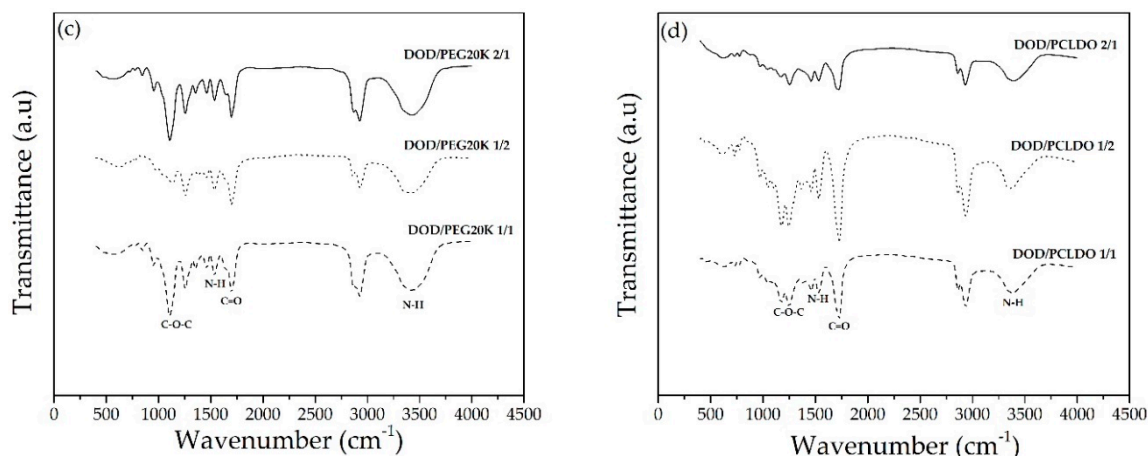 (c)
DOD/PEG20K 2/1
DOD/PEG20K 1/2
DOD/PEG20K 1/1
N-H
C=O
N-H
C-O-C
Transmittance (a.u)
0 500 1000 1500 2000 2500 3000 3500 4000 4500
Wavenumber (cm-1)
(d)
DOD/PCLDO 2/1
DOD/PCLDO 1/2
DOD/PCLDO 1/1
N-H
N-H
C-O-C
C=O
Transmittance (a.u)
0 500 1000 1500 2000 2500 3000 3500 4000 4500
Wavenumber (cm-1)